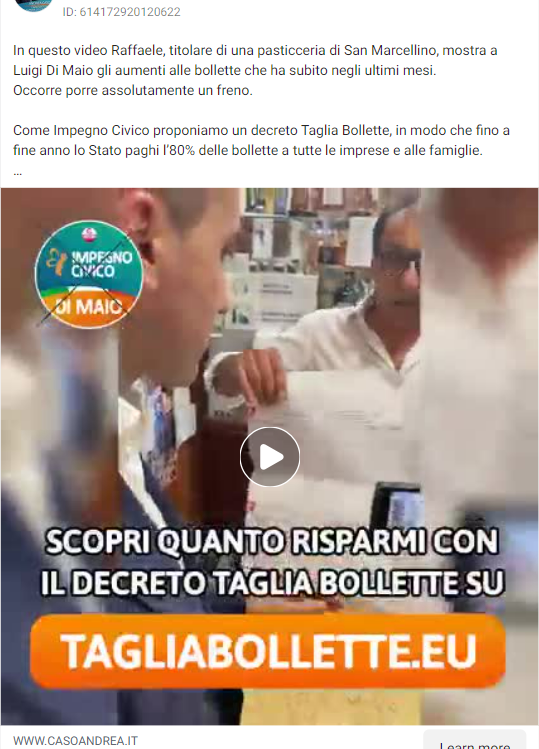 ID: 614172920120622
In questo video Raffaele, titolare di una pasticceria di San Marcellino, mostra a
Luigi Di Maio gli aumenti alle bollette che ha subito negli ultimi mesi.
Occorre porre assolutamente un freno.
Come Impegno Civico proponiamo un decreto Taglia Bollette, in modo che fino a
fine anno lo Stato paghi l'80% delle bollette a tutte le imprese e alle famiglie.
...
IMPEGNO
CIVICO
DI MAIO
SCOPRI QUANTO RISPARMI CON
IL DECRETO TAGLIA BOLLETTE SU
TAGLIABOLLETTE.EU
WWW.CASOANDREA.IT
Learn more